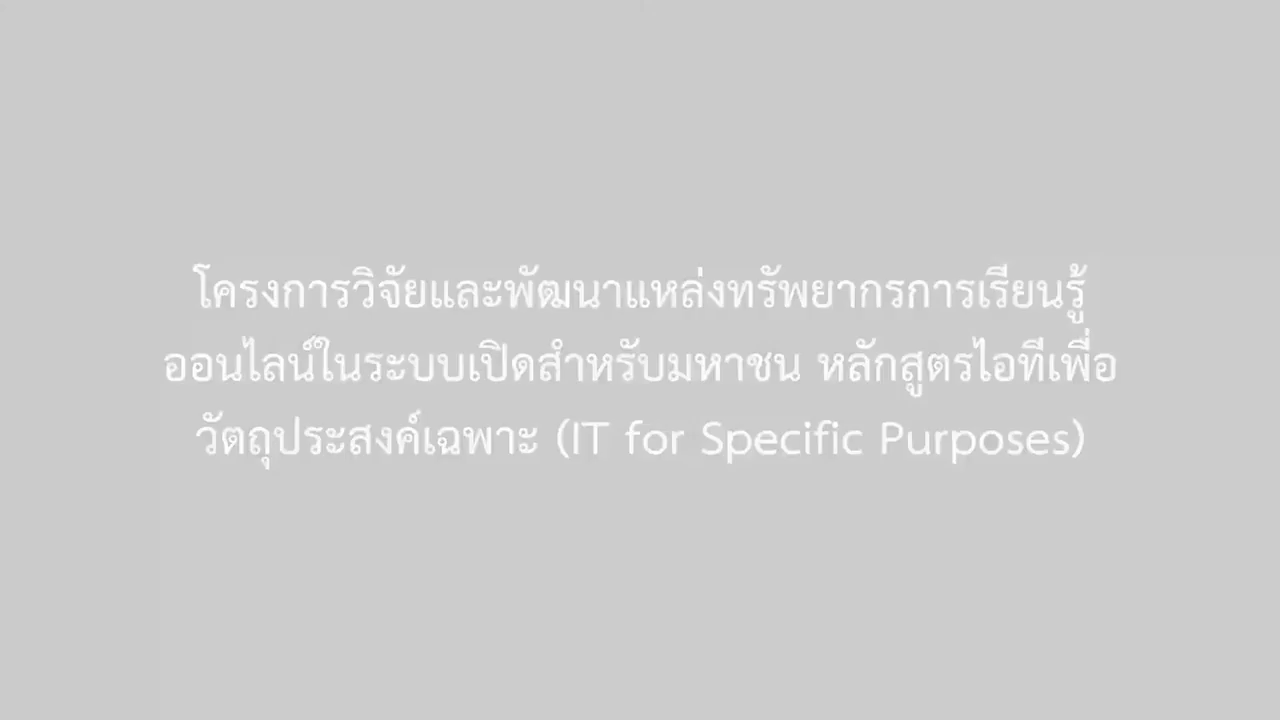 โครงการวิจัยและพัฒนาแหล่งทรัพยากรการเรียนรู้
ออนไลน์ในระบบเปิดสำหรับมหาชน หลักสูตรไอทีเพื่อ
วัตถุประสงค์เฉพาะ (IT for Specific Purposes)